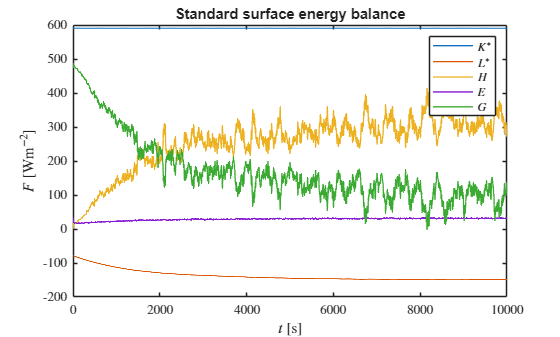 Standard surface energy balance
600
500
400
300
200
100
0
-100
-200
F [Wm⁻²]
K*
L*
H
E
G
0 2000 4000 6000 8000 10000
t [s]